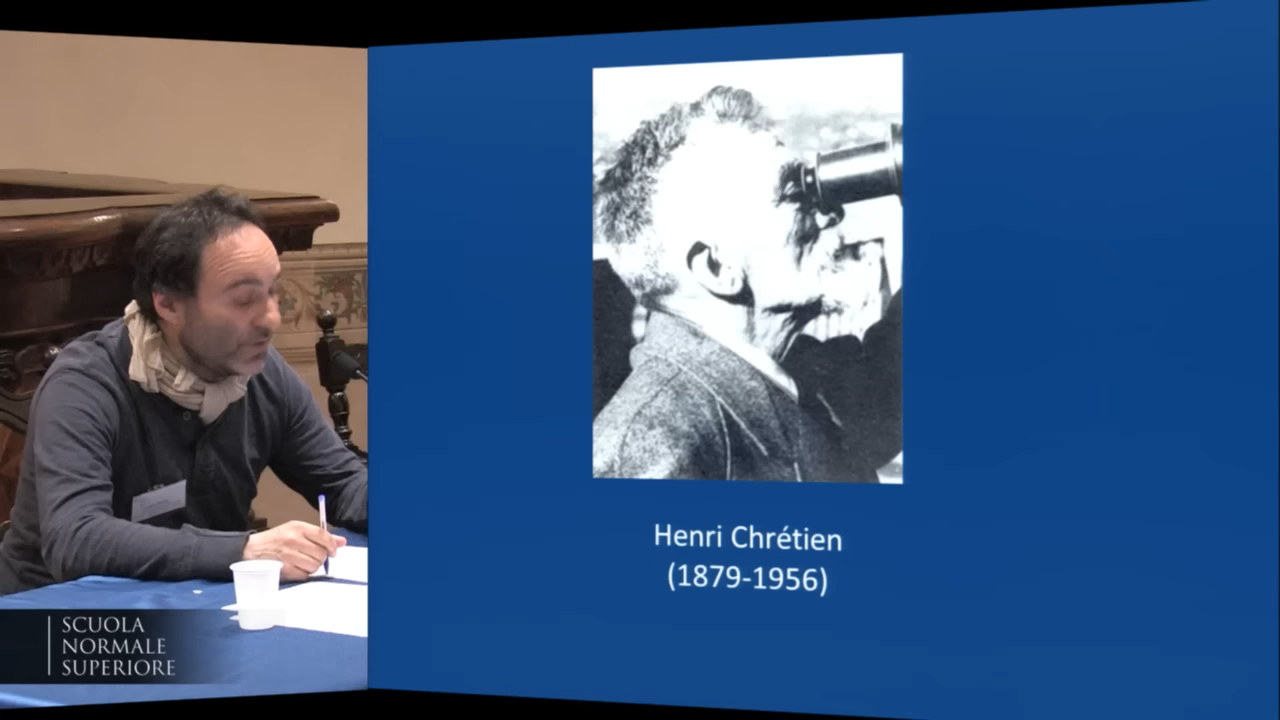 SCUOLA
NORMALE
SUPERIORE
Henri Chrétien
(1879-1956)